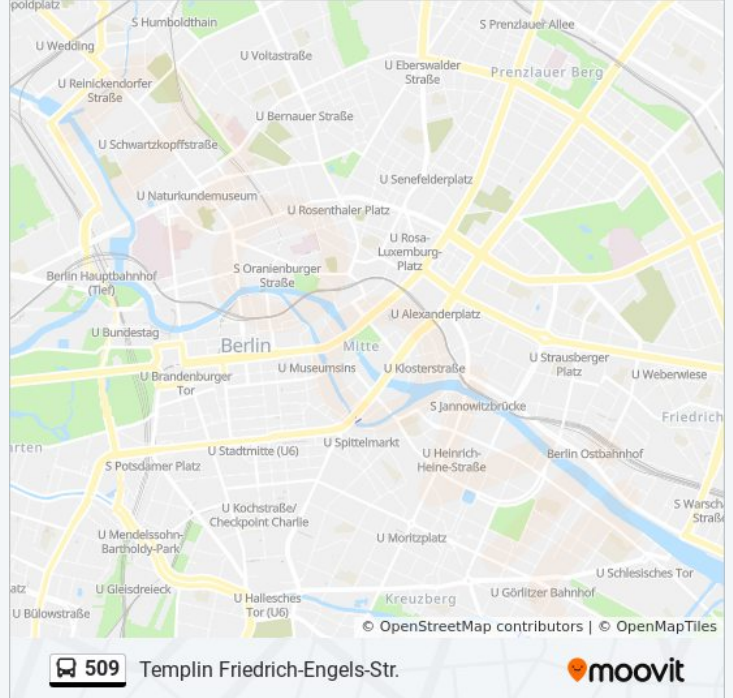 poldplatz
S Humboldthain
S Prenzlauer Allee
U Wedding
U Voltastraße
U Eberswalder
Straße
Prenzlauer Berg
U Reinickendorfer
Straße
U Bernauer Straße
U Schwartzkopffstraße
U Senefelderplatz
U Naturkundemuseum
U Rosenthaler Platz
U Rosa-
Luxemburg-
Platz
S Oranienburger
Straße
Berlin Hauptbahnhof
(Tief)
U Alexanderplatz
U Bundestag
Berlin
Mitte
U Strausberger
Platz
U Museumsins
U Klosterstraße
U Weberwiese
U Brandenburger
Tor
S Jannowitzbrücke
Friedrich
U Spittelmarkt
rten
U Stadtmitte (U6)
U Heinrich-
Heine-Straße
Berlin Ostbahnhof
S Potsdamer Platz
S Warsch
Straße
U Kochstraße/
Checkpoint Charlie
U Mendelssohn-
Bartholdy-Park
U Moritzplatz
U Schlesisches Tor
atz
U Gleisdreieck
U Görlitzer Bahnhof
U Hallesches
Tor (U6)
Kreuzberg
U Bülowstraße
© OpenStreetMap contributors | © OpenMapTiles
509 Templin Friedrich-Engels-Str.
moovit